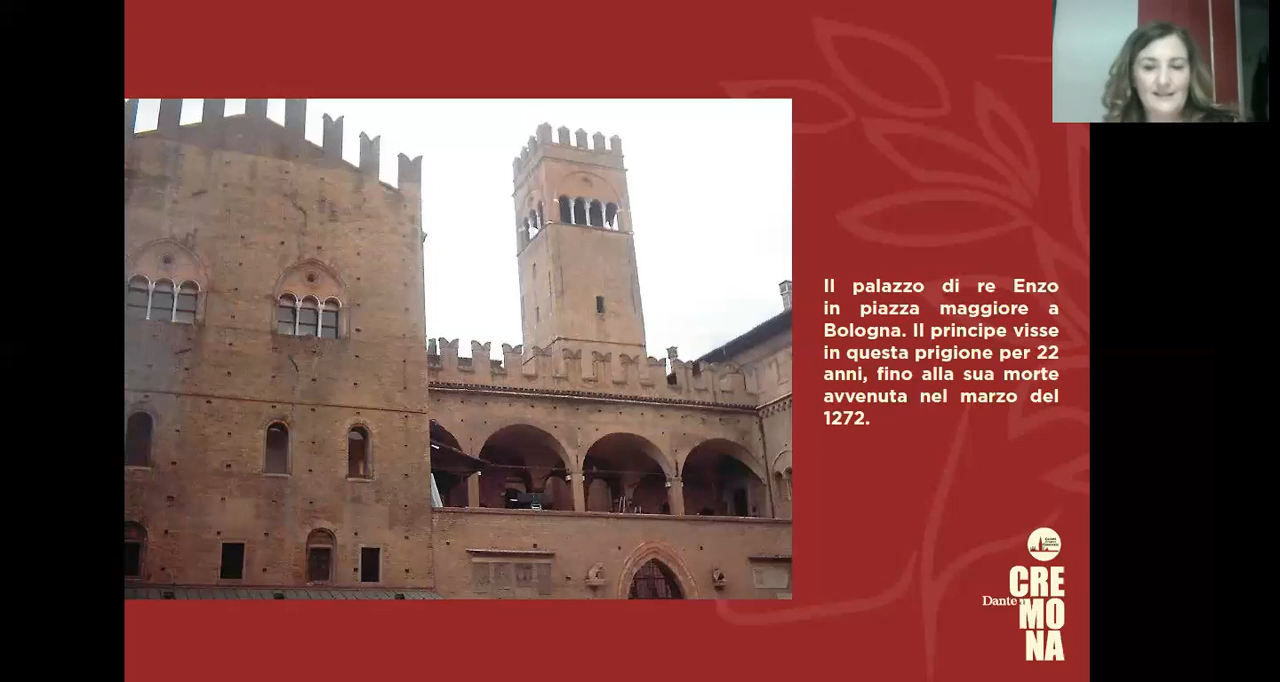 Il palazzo di re Enzo
in piazza maggiore a
Bologna. Il principe visse
in questa prigione per 22
anni, fino alla sua morte
avvenuta nel marzo del
1272.
CRE
Dante a
MO
NA